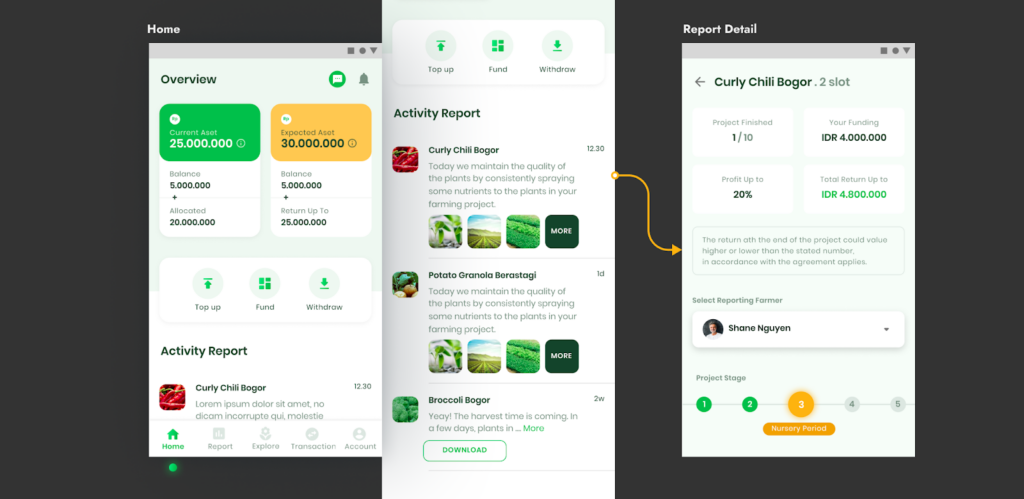 Home
Overview
Rp
Current Aset
25.000.000
Balance
5.000.000
+
Allocated
20.000.000
Rp
Expected Aset
30.000.000
Balance
5.000.000
+
Return Up To
25.000.000
Top up
Fund
Withdraw
Activity Report
Curly Chili Bogor
12.30
Lorem ipsum dolor sit amet, no
dicam incorrupte qui, molestie
Home
Report
Explore
Transaction
Account
Top up
Fund
Withdraw
Activity Report
Curly Chili Bogor
12.30
Today we maintain the quality of
the plants by consistently spraying
some nutrients to the plants in your
farming project.
MORE
Potato Granola Berastagi
1d
Today we maintain the quality of
the plants by consistently spraying
some nutrients to the plants in your
farming project.
MORE
Broccoli Bogor
2w
Yeay! The harvest time is coming. In
a few days, plants in ... More
DOWNLOAD
Report Detail
Curly Chili Bogor . 2 slot
Project Finished
1 / 10
Your Funding
IDR 4.000.000
Profit Up to
20%
Total Return Up to
IDR 4.800.000
The return ath the end of the project could value
higher or lower than the stated number,
in accordance with the agreement applies.
Select Reporting Farmer
Shane Nguyen
Project Stage
1
2
3
4
5
Nursery Period